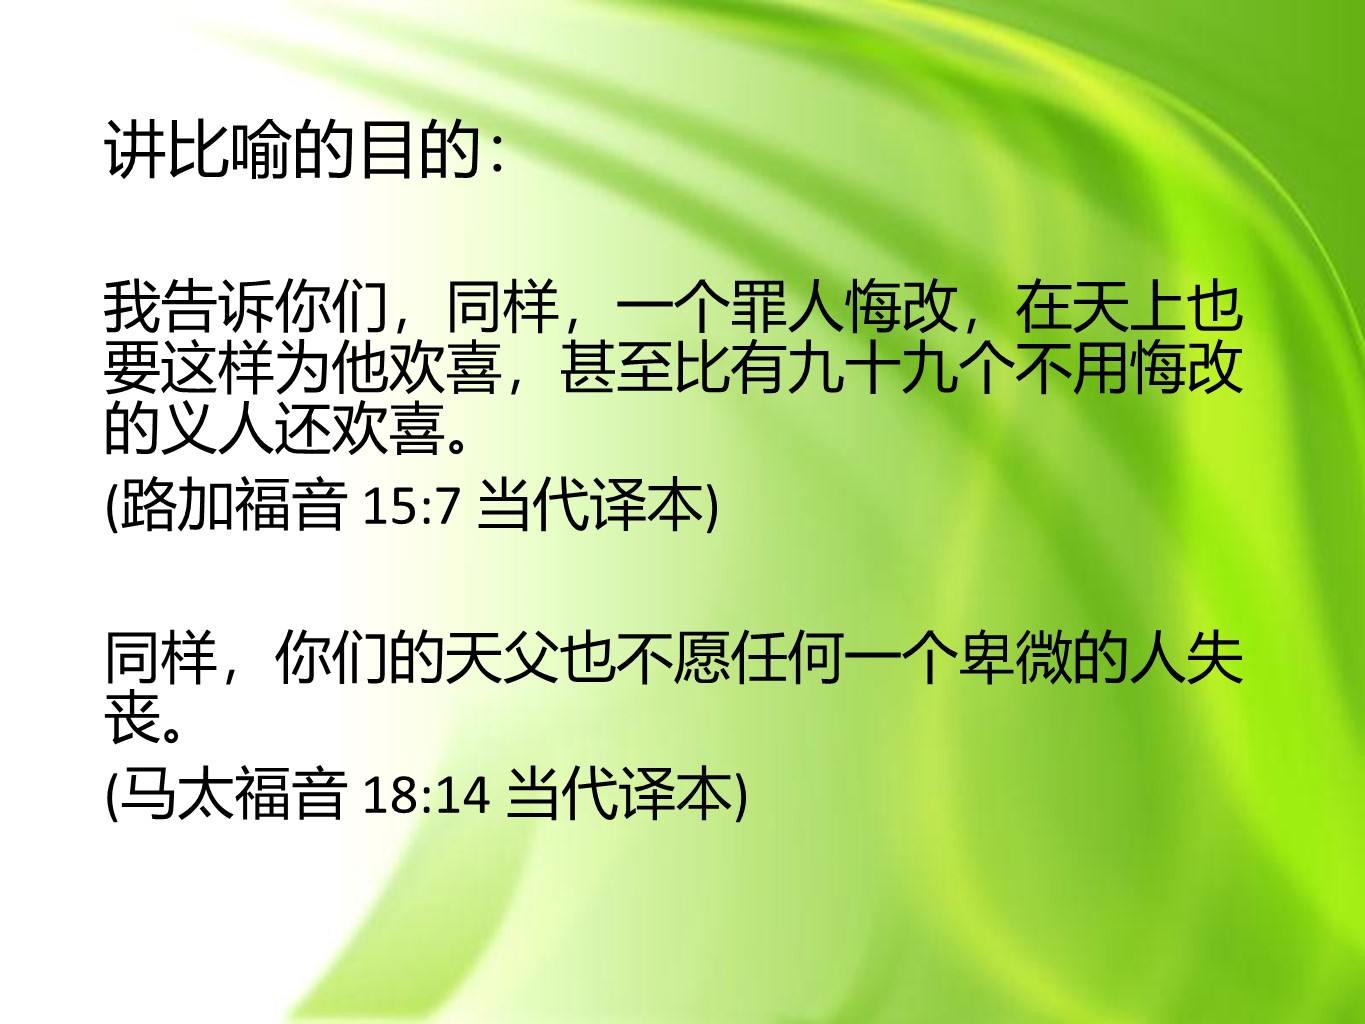 讲比喻的目的：
我告诉你们，同样，一个罪人悔改，在天上也
要这样为他欢喜，甚至比有九十九个不用悔改
的义人还欢喜。
(路加福音 15:7 当代译本)
同样，你们的天父也不愿任何一个卑微的人失
丧。
(马太福音 18:14 当代译本)